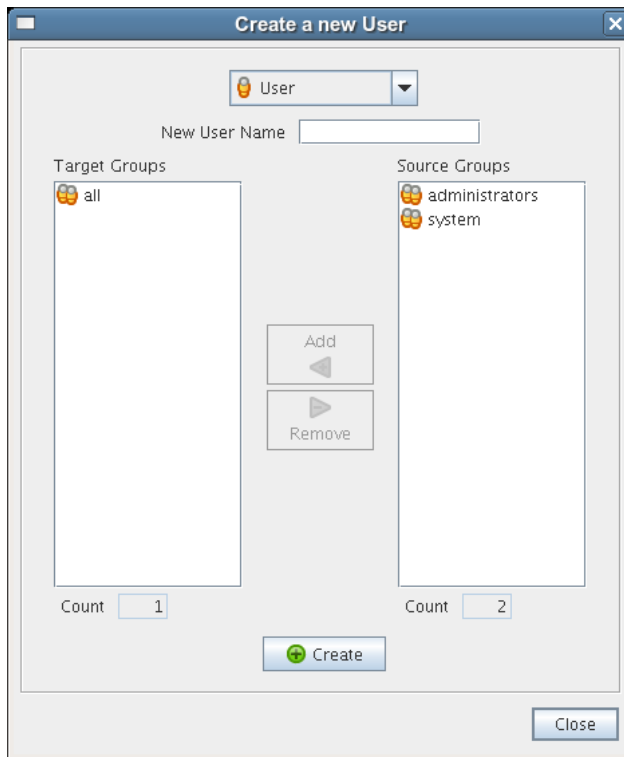 Create a new User
User
New User Name
Target Groups
Source Groups
all
administrators
system
Add
Remove
Count 1
Count 2
Create
Close